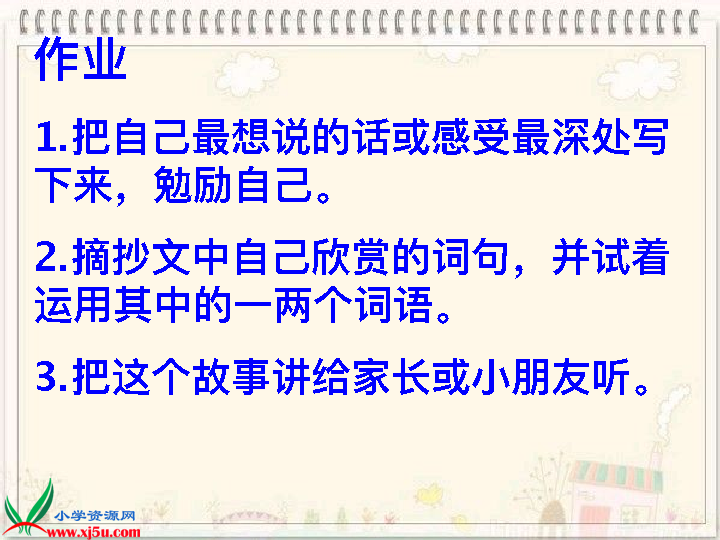 作业
1.把自己最想说的话或感受最深处写
下来，勉励自己。
2.摘抄文中自己欣赏的词句，并试着
运用其中的一两个词语。
3.把这个故事讲给家长或小朋友听。
小学资源网
www.xj5u.com